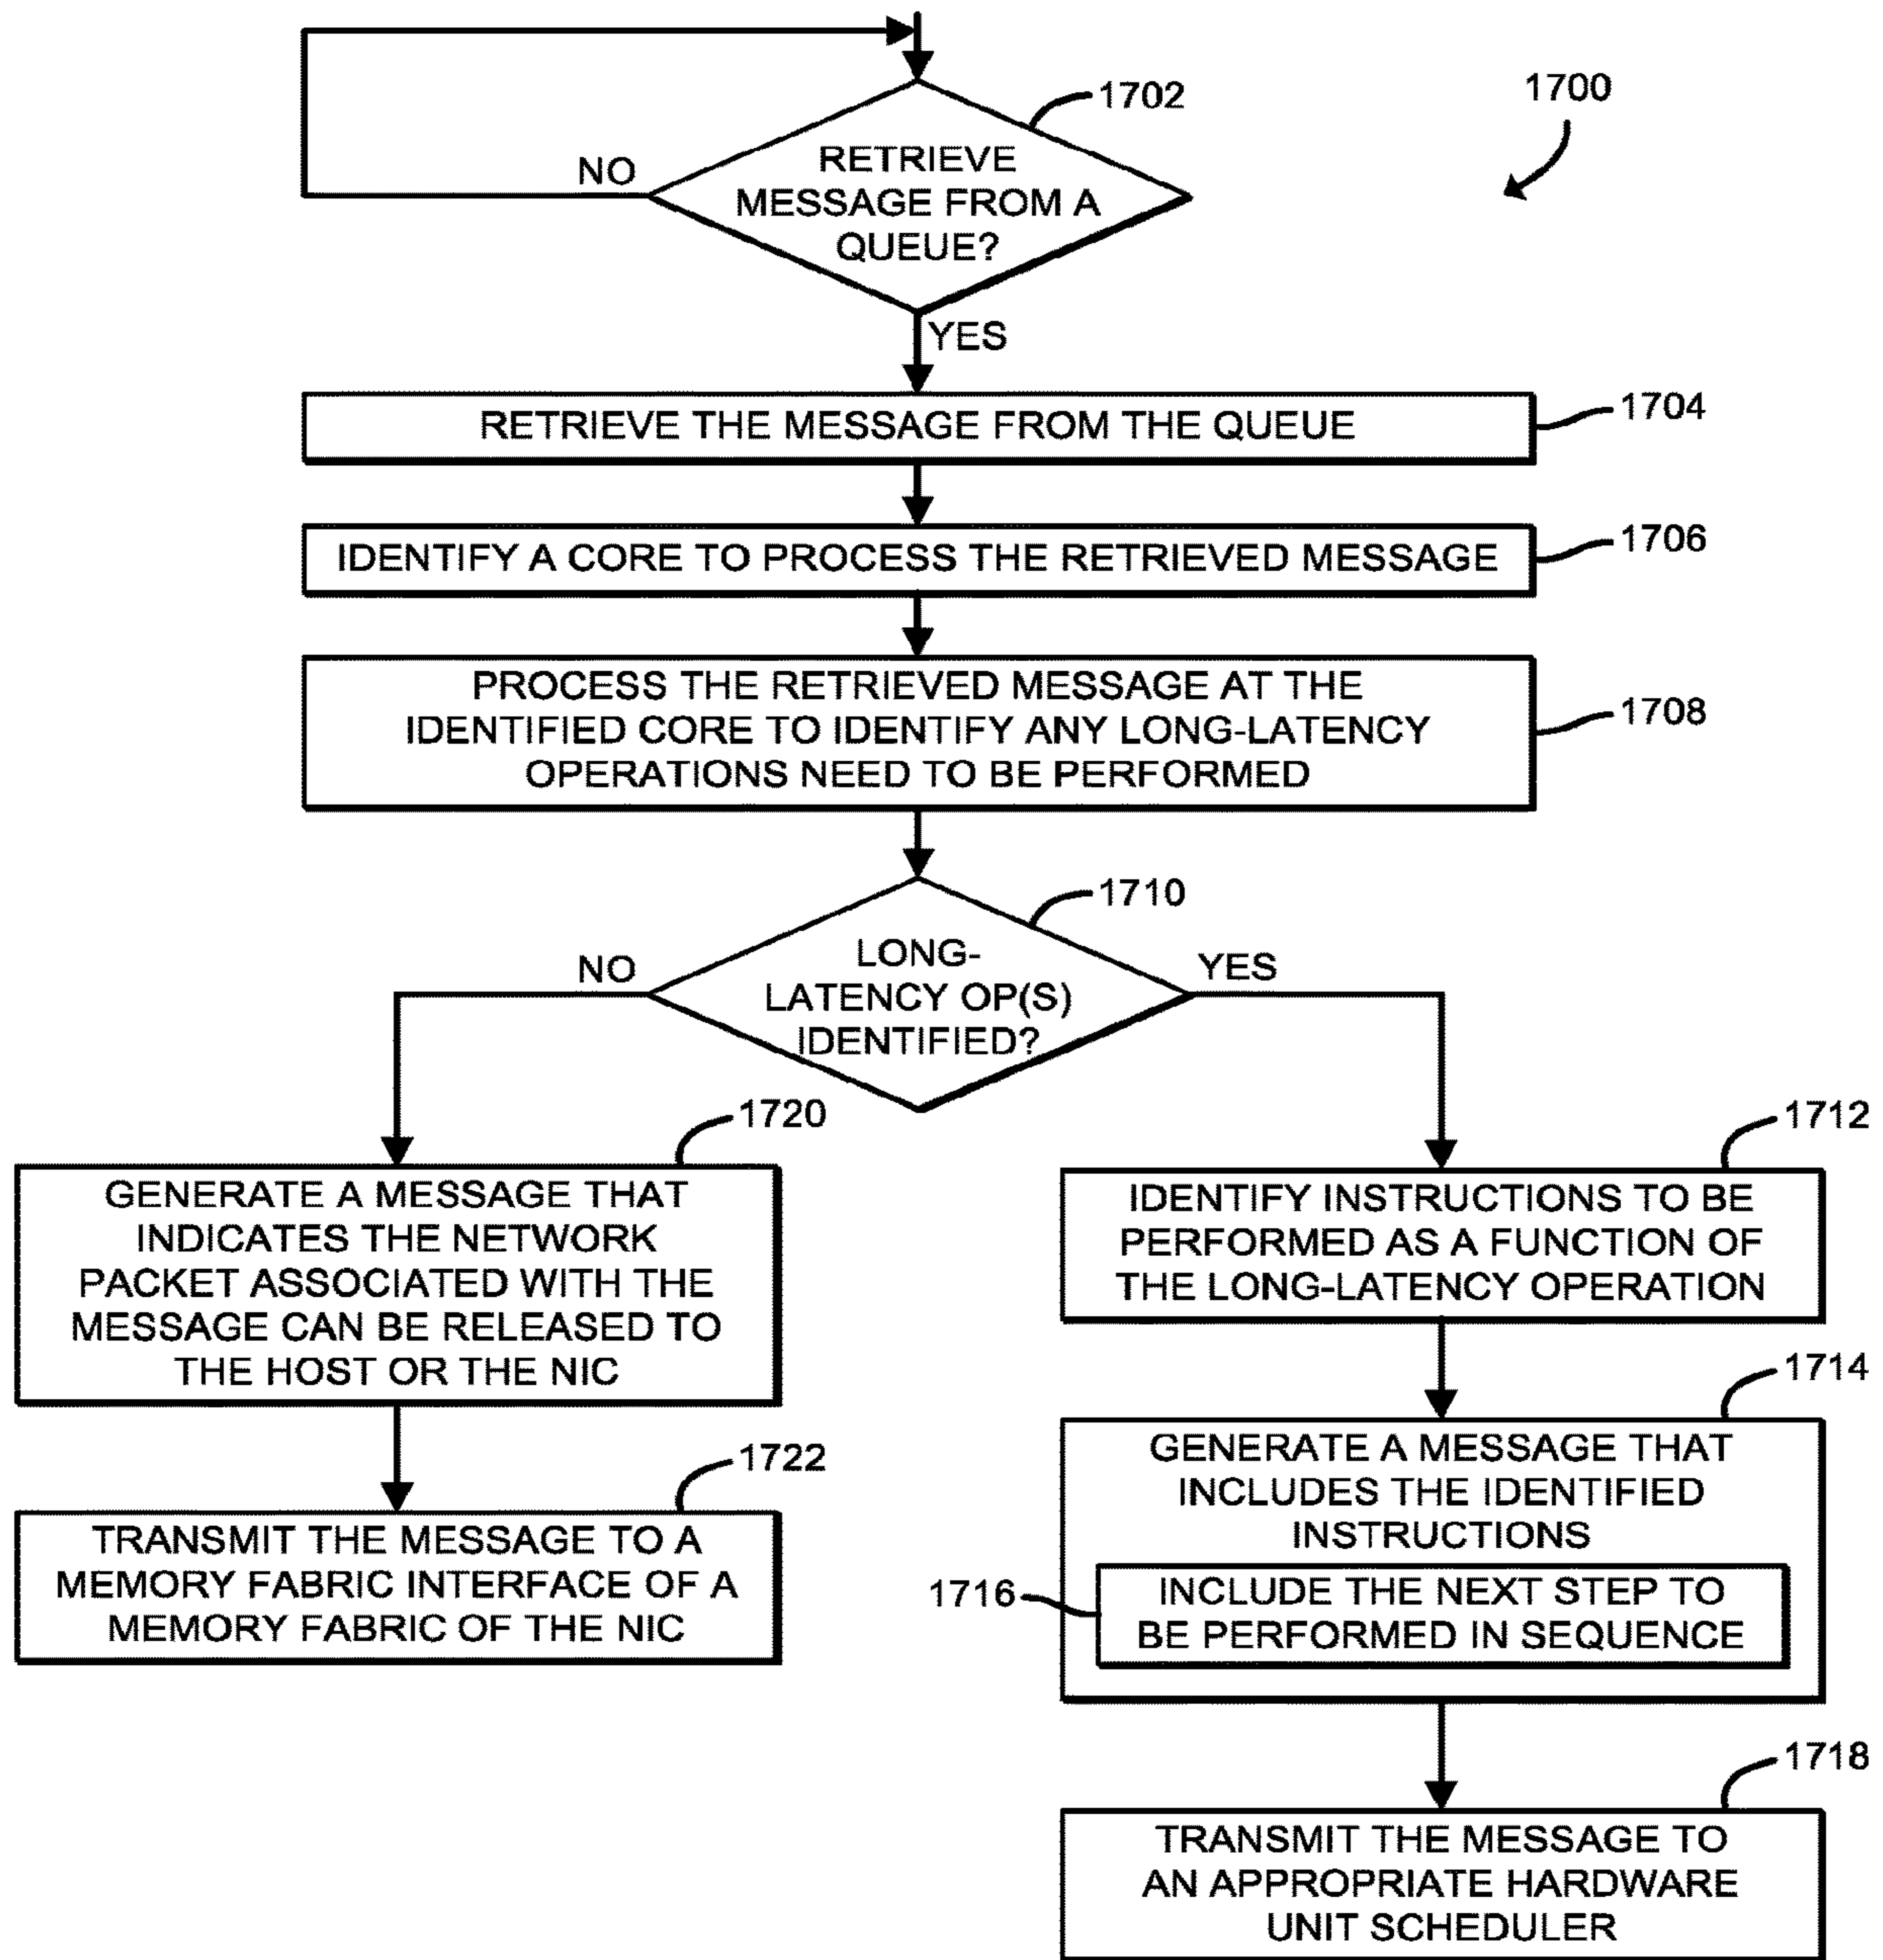 1700
1702
RETRIEVE
MESSAGE FROM A
QUEUE?
NO
YES
RETRIEVE THE MESSAGE FROM THE QUEUE
1704
IDENTIFY A CORE TO PROCESS THE RETRIEVED MESSAGE
1706
PROCESS THE RETRIEVED MESSAGE AT THE
IDENTIFIED CORE TO IDENTIFY ANY LONG-LATENCY
OPERATIONS NEED TO BE PERFORMED
1708
1710
LONG-
LATENCY OP(S)
IDENTIFIED?
NO
YES
1720
GENERATE A MESSAGE THAT
INDICATES THE NETWORK
PACKET ASSOCIATED WITH THE
MESSAGE CAN BE RELEASED TO
THE HOST OR THE NIC
1722
TRANSMIT THE MESSAGE TO A
MEMORY FABRIC INTERFACE OF A
MEMORY FABRIC OF THE NIC
1712
IDENTIFY INSTRUCTIONS TO BE
PERFORMED AS A FUNCTION OF
THE LONG-LATENCY OPERATION
1714
GENERATE A MESSAGE THAT
INCLUDES THE IDENTIFIED
INSTRUCTIONS
1716
INCLUDE THE NEXT STEP TO
BE PERFORMED IN SEQUENCE
1718
TRANSMIT THE MESSAGE TO
AN APPROPRIATE HARDWARE
UNIT SCHEDULER